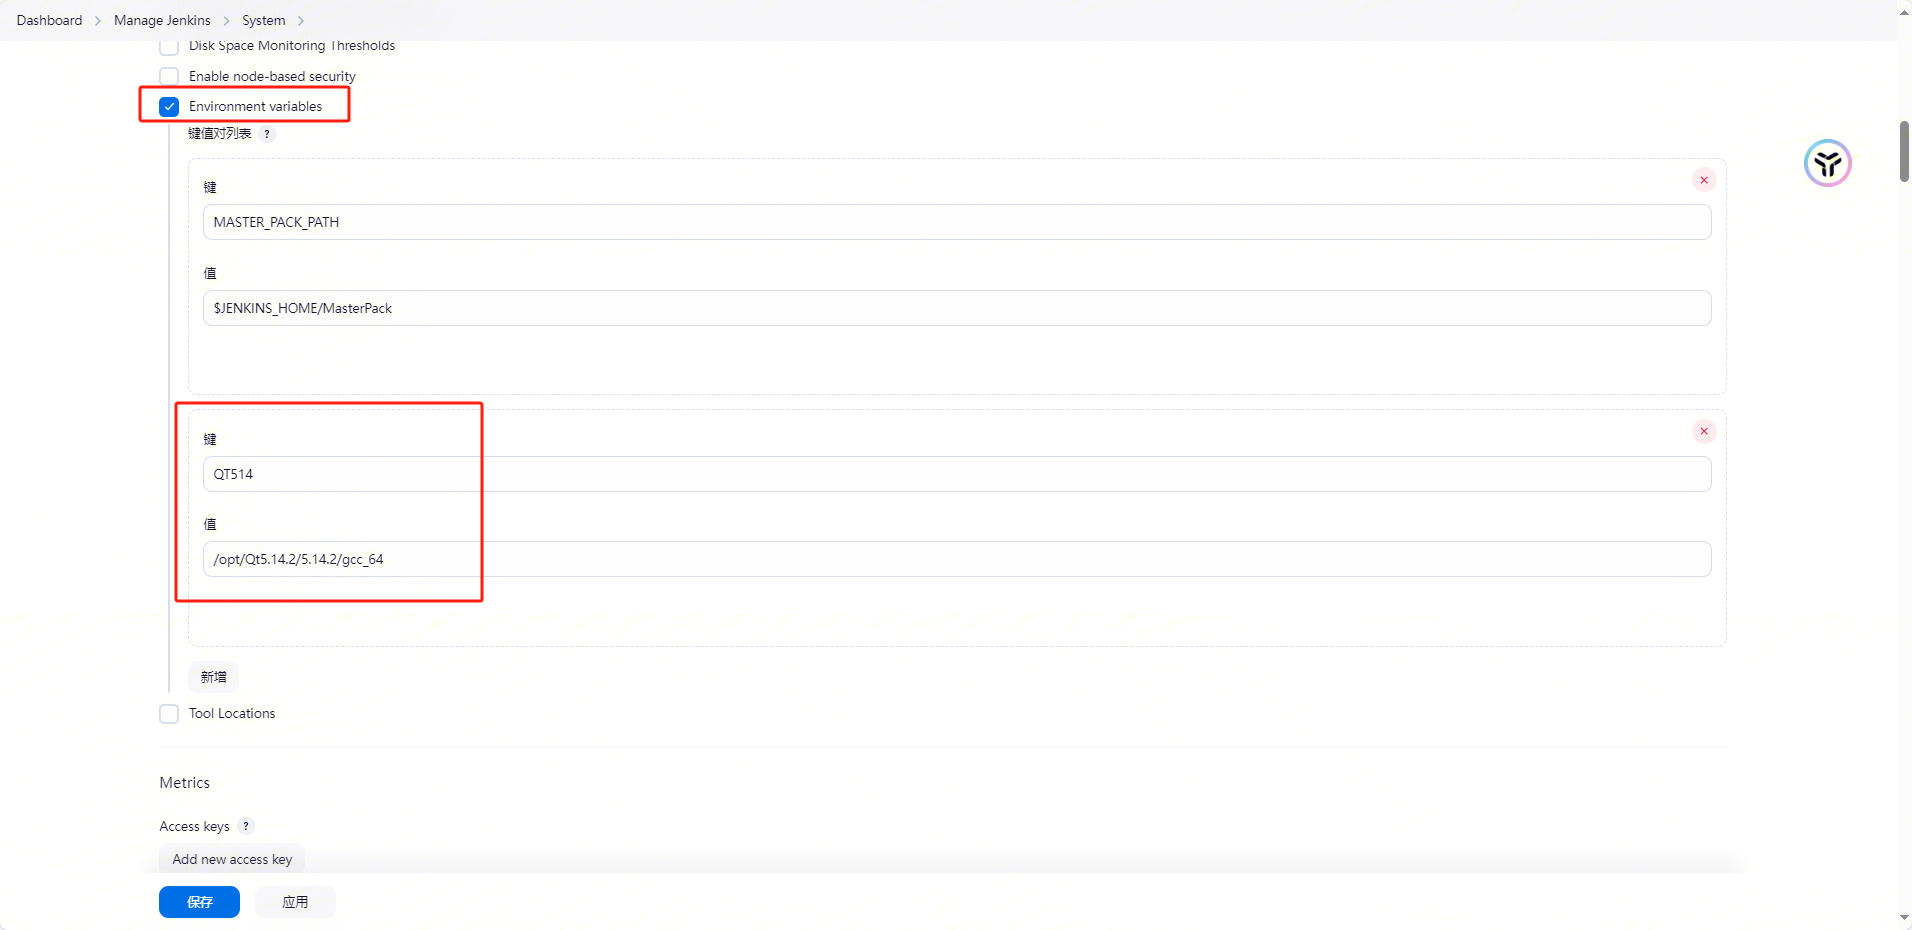 Dashboard > Manage Jenkins > System >
Disk Space Monitoring Thresholds
Enable node-based security
Environment variables
键值对列表 ?
键
MASTER_PACK_PATH
值
$JENKINS_HOME/MasterPack
键
QT514
值
/opt/Qt5.14.2/5.14.2/gcc_64
新增
Tool Locations
Metrics
Access keys ?
Add new access key
保存 应用